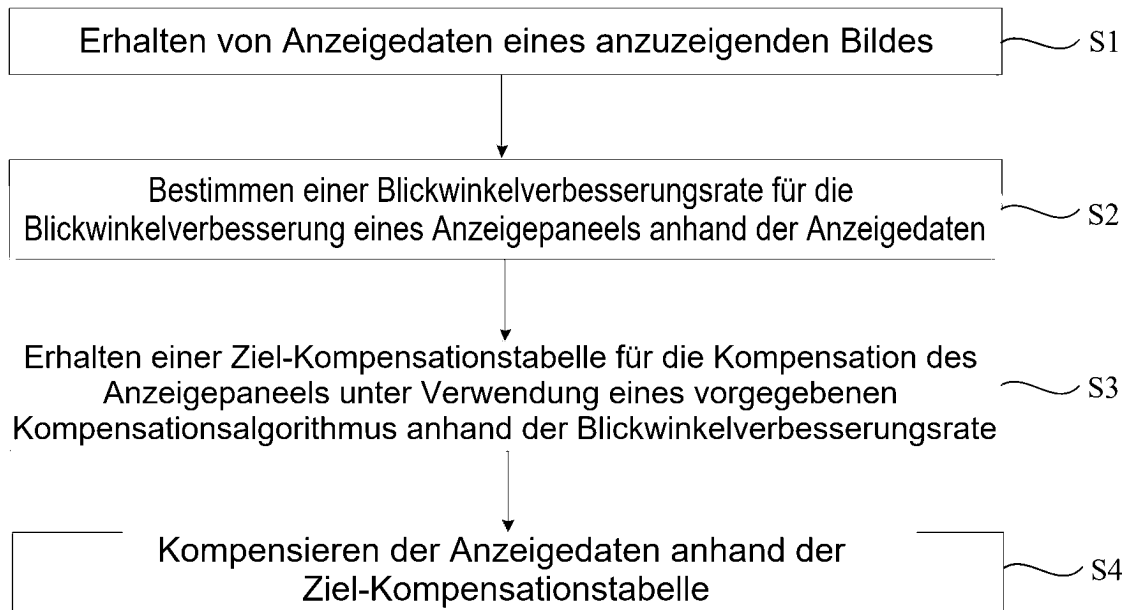 Erhalten von Anzeigedaten eines anzuzeigenden Bildes
S1
Bestimmen einer Blickwinkelverbesserungsrate für die
Blickwinkelverbesserung eines Anzeigepaneels anhand der Anzeigedaten
S2
Erhalten einer Ziel-Kompensationstabelle für die Kompensation des
Anzeigepaneels unter Verwendung eines vorgegebenen
Kompensationsalgorithmus anhand der Blickwinkelverbesserungsrate
S3
Kompensieren der Anzeigedaten anhand der
Ziel-Kompensationstabelle
S4